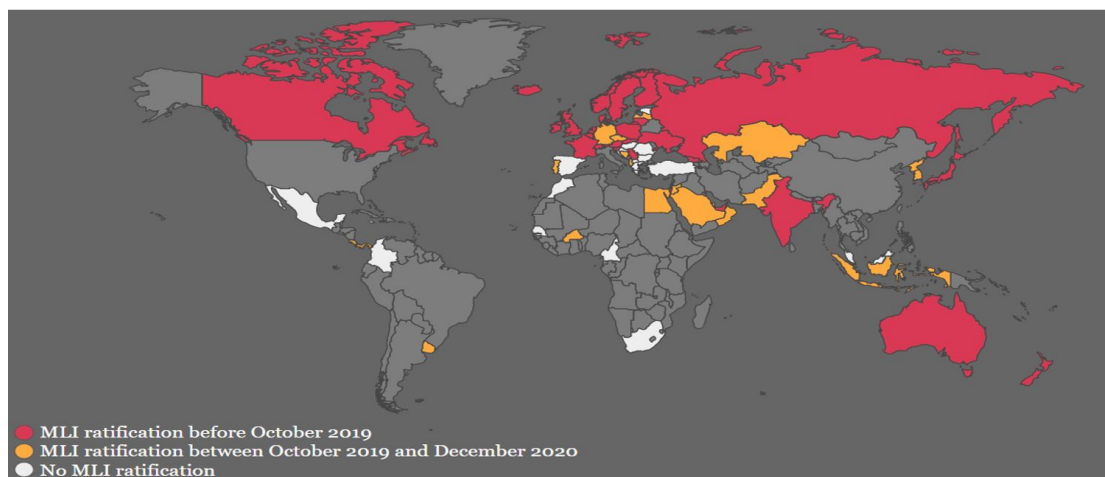 MLI ratification before October 2019
MLI ratification between October 2019 and December 2020
No MLI ratification